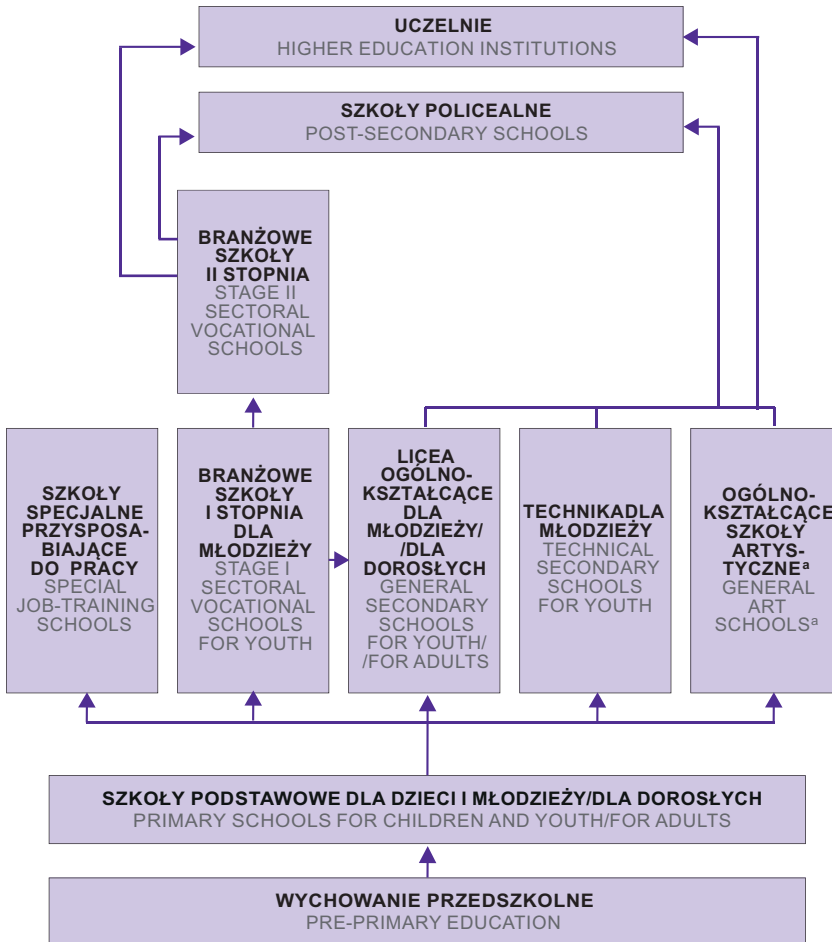 UCZELNIE
HIGHER EDUCATION INSTITUTIONS
SZKOŁY POLICEALNE
POST-SECONDARY SCHOOLS
BRANŻOWE
SZKOŁY
II STOPNIA
STAGE II
SECTORAL
VOCATIONAL
SCHOOLS
SZKOŁY
SPECJALNE
PRZYSPOSA-
BIAJĄCE
DO PRACY
SPECIAL
JOB-TRAINING
SCHOOLS
BRANŻOWE
SZKOŁY
I STOPNIA
DLA
MŁODZIEŻY
STAGE I
SECTORAL
VOCATIONAL
SCHOOLS
FOR YOUTH
LICEA
OGÓLNO-
KSZTAŁCĄCE
DLA
MŁODZIEŻY/
/DLA
DOROSŁYCH
GENERAL
SECONDARY
SCHOOLS
FOR YOUTH/
/FOR ADULTS
TECHNIKADLA
MŁODZIEŻY
TECHNICAL
SECONDARY
SCHOOLS
FOR YOUTH
OGÓLNO-
KSZTAŁCĄCE
SZKOŁY
ARTYS-
TYCZNEᵃ
GENERAL
ART
SCHOOLSᵃ
SZKOŁY PODSTAWOWE DLA DZIECI I MŁODZIEŻY/DLA DOROSŁYCH
PRIMARY SCHOOLS FOR CHILDREN AND YOUTH/FOR ADULTS
WYCHOWANIE PRZEDSZKOLNE
PRE-PRIMARY EDUCATION